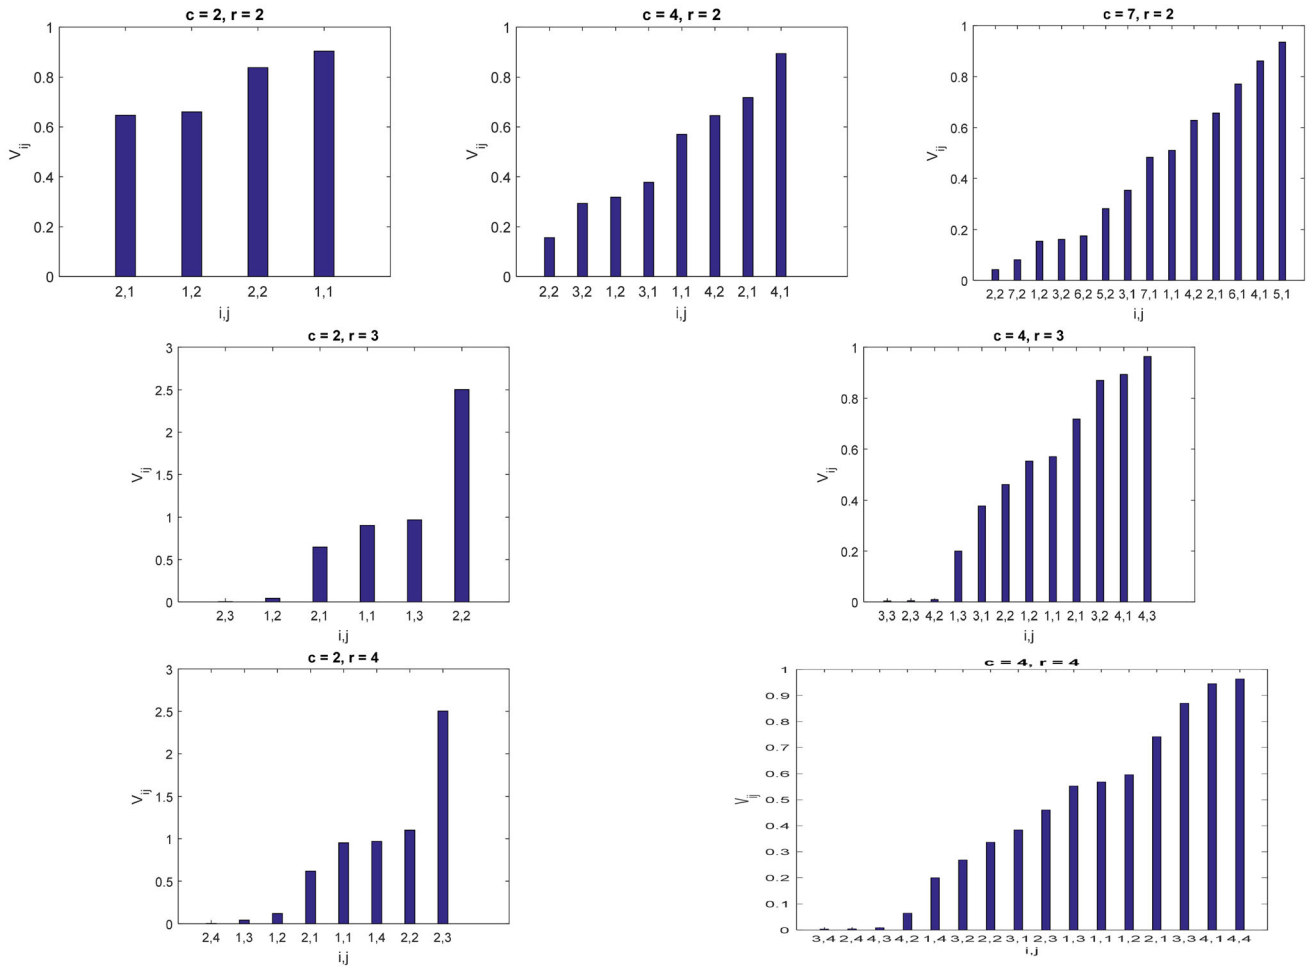 c = 2, r = 2
1
0.8
0.6
0.4
0.2
0
V_ij
2,1 1,2 2,2 1,1
i,j
c = 4, r = 2
1
0.8
0.6
0.4
0.2
0
V_ij
2,2 3,2 1,2 3,1 1,1 4,2 2,1 4,1
i,j
c = 7, r = 2
1
0.8
0.6
0.4
0.2
0
V_ij
2,2 7,2 1,2 3,2 6,2 5,2 3,1 7,1 1,1 4,2 2,1 6,1 4,1 5,1
i,j
c = 2, r = 3
3
2.5
2
1.5
1
0.5
0
V_ij
2,3 1,2 2,1 1,1 1,3 2,2
i,j
c = 4, r = 3
1
0.8
0.6
0.4
0.2
0
V_ij
3,3 2,3 4,2 1,3 3,1 2,2 1,2 1,1 2,1 3,2 4,1 4,3
i,j
c = 2, r = 4
3
2.5
2
1.5
1
0.5
0
V_ij
2,4 1,3 1,2 2,1 1,1 1,4 2,2 2,3
i,j
c = 4, r = 4
1
0.9
0.8
0.7
0.6
0.5
0.4
0.3
0.2
0.1
0
V_ij
3,4 2,4 4,3 4,2 1,4 3,2 2,2 3,1 2,3 1,3 1,1 1,2 2,1 3,3 4,1 4,4
i,j